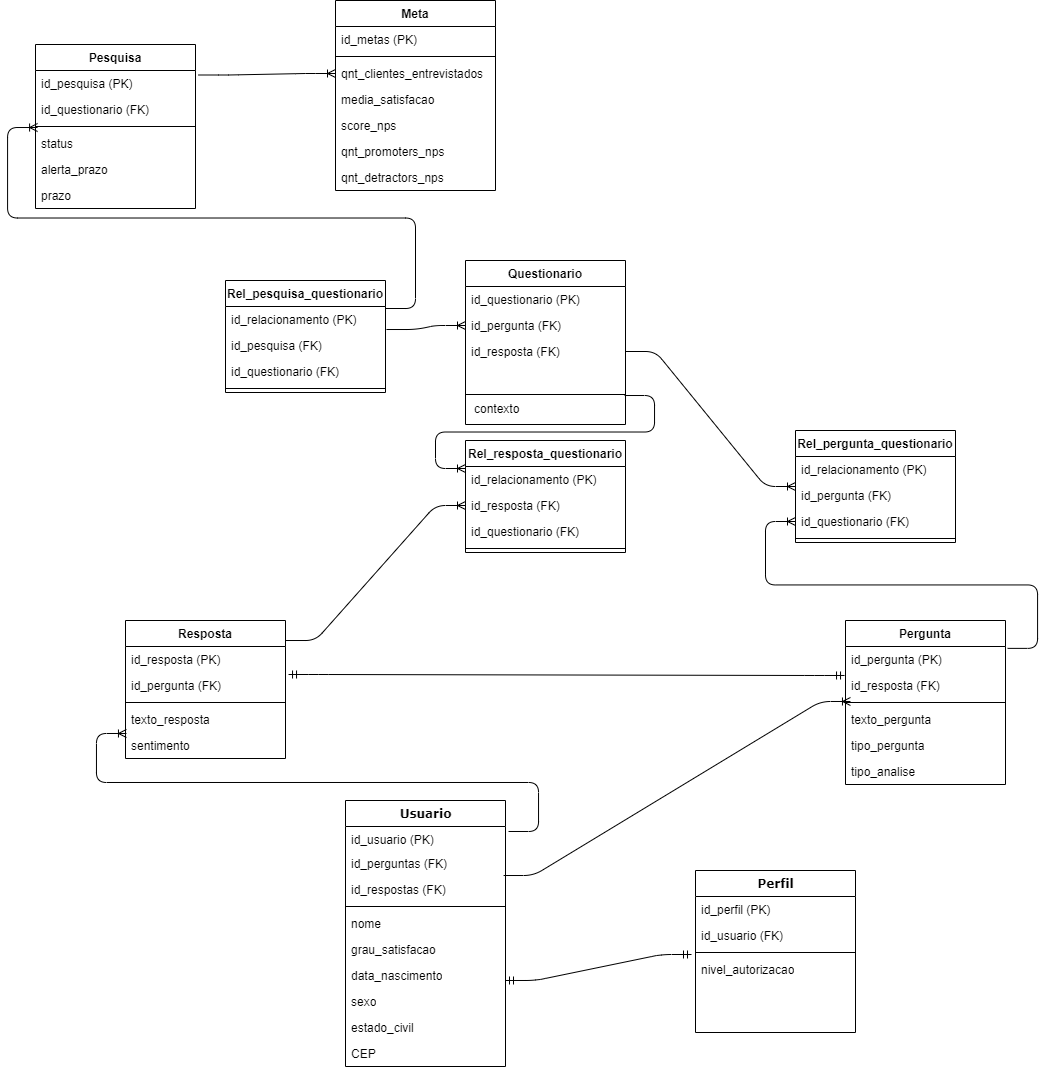 Meta
id_metas (PK)
qnt_clientes_entrevistados
media_satisfacao
score_nps
qnt_promoters_nps
qnt_detractors_nps
Pesquisa
id_pesquisa (PK)
id_questionario (FK)
status
alerta_prazo
prazo
Rel_pesquisa_questionario
id_relacionamento (PK)
id_pesquisa (FK)
id_questionario (FK)
Questionario
id_questionario (PK)
id_pergunta (FK)
id_resposta (FK)
contexto
Rel_resposta_questionario
id_relacionamento (PK)
id_resposta (FK)
id_questionario (FK)
Rel_pergunta_questionario
id_relacionamento (PK)
id_pergunta (FK)
id_questionario (FK)
Resposta
id_resposta (PK)
id_pergunta (FK)
texto_resposta
sentimento
Pergunta
id_pergunta (PK)
id_resposta (FK)
texto_pergunta
tipo_pergunta
tipo_analise
Usuario
id_usuario (PK)
id_perguntas (FK)
id_respostas (FK)
nome
grau_satisfacao
data_nascimento
sexo
estado_civil
CEP
Perfil
id_perfil (PK)
id_usuario (FK)
nivel_autorizacao